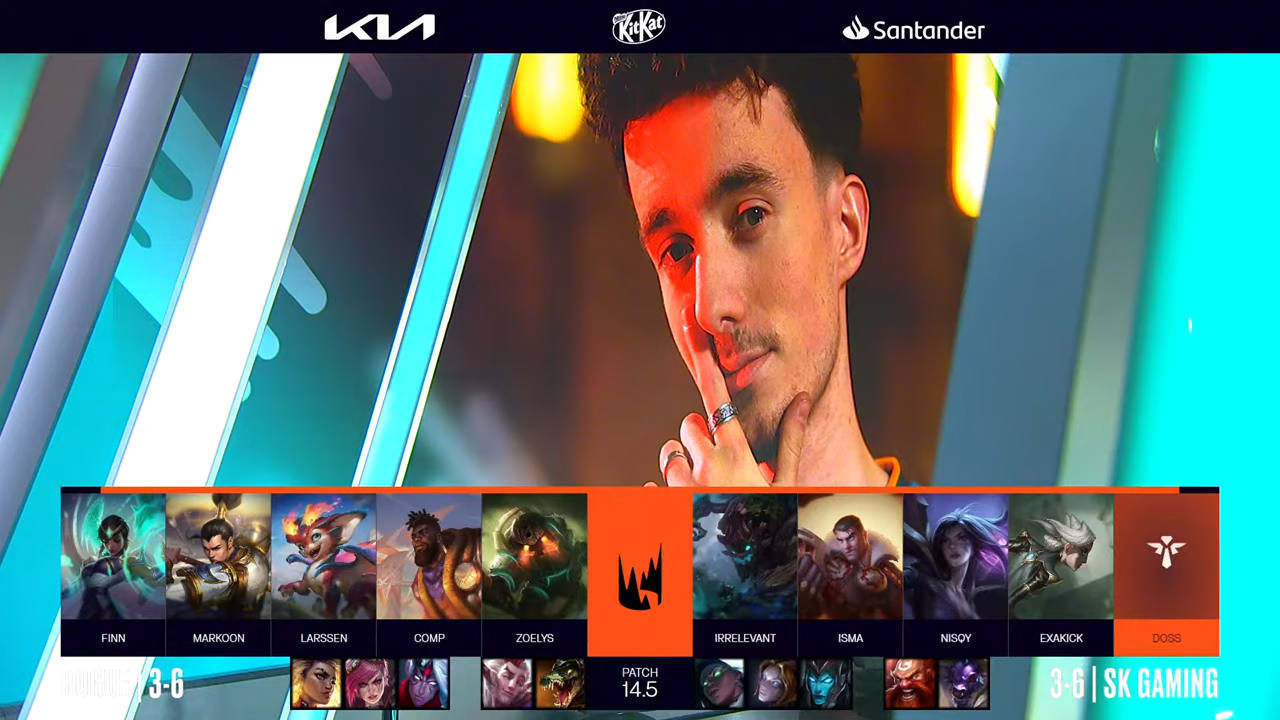 KIA
Nestle KitKat
Santander
FINN
MARKOON
LARSSEN
COMP
ZOELYS
IRRELEVANT
ISMA
NISQY
EXAKICK
DOSS
3-6
PATCH
14.5
3-6 | SK GAMING